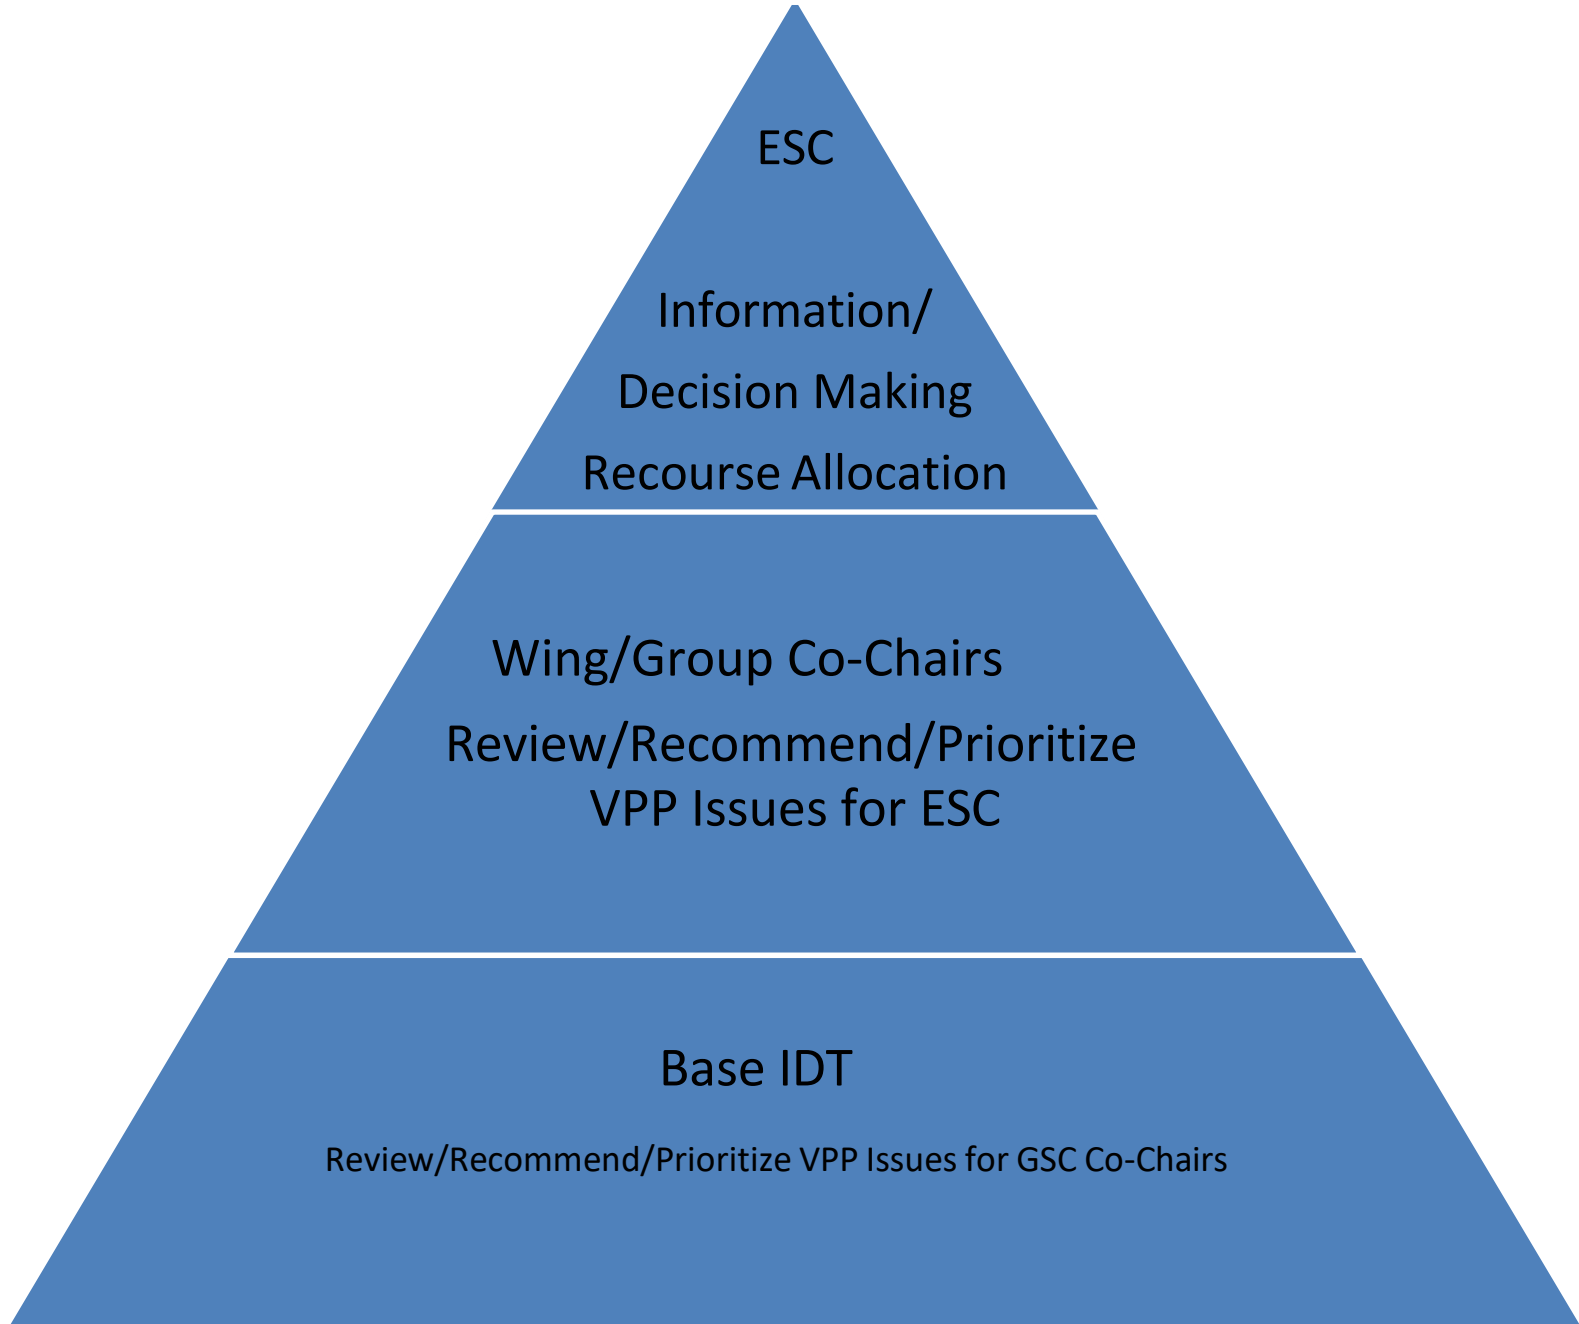 ESC
Information/
Decision Making
Recourse Allocation
Wing/Group Co-Chairs
Review/Recommend/Prioritize
VPP Issues for ESC
Base IDT
Review/Recommend/Prioritize VPP Issues for GSC Co-Chairs